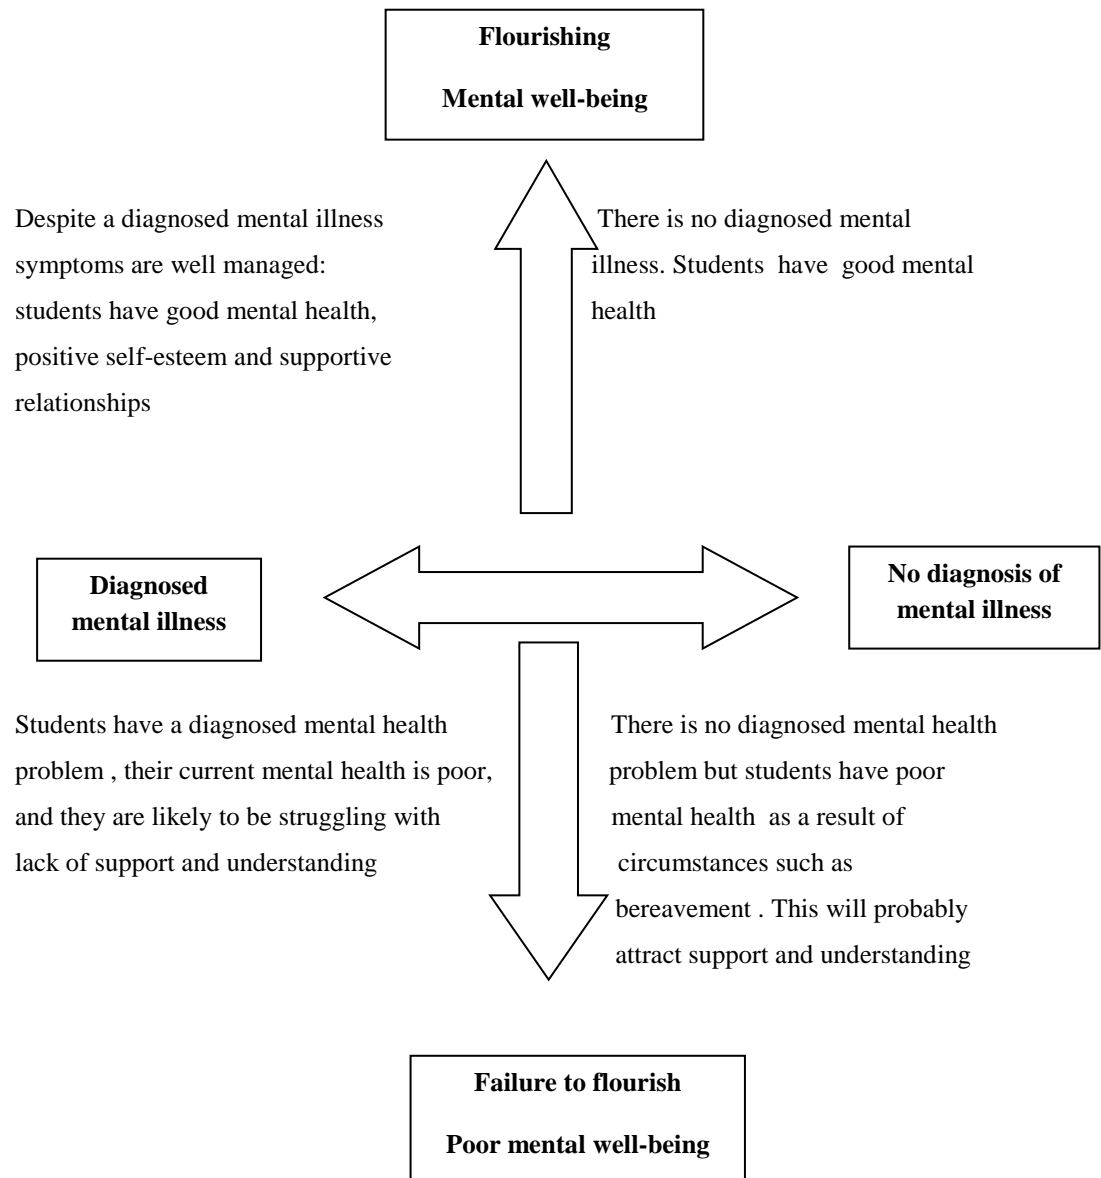 Flourishing
Mental well-being
Despite a diagnosed mental illness
symptoms are well managed:
students have good mental health,
positive self-esteem and supportive
relationships
There is no diagnosed mental
illness. Students have good mental
health
Diagnosed
mental illness
No diagnosis of
mental illness
Students have a diagnosed mental health
problem , their current mental health is poor,
and they are likely to be struggling with
lack of support and understanding
There is no diagnosed mental health
problem but students have poor
mental health as a result of
circumstances such as
bereavement . This will probably
attract support and understanding
Failure to flourish
Poor mental well-being